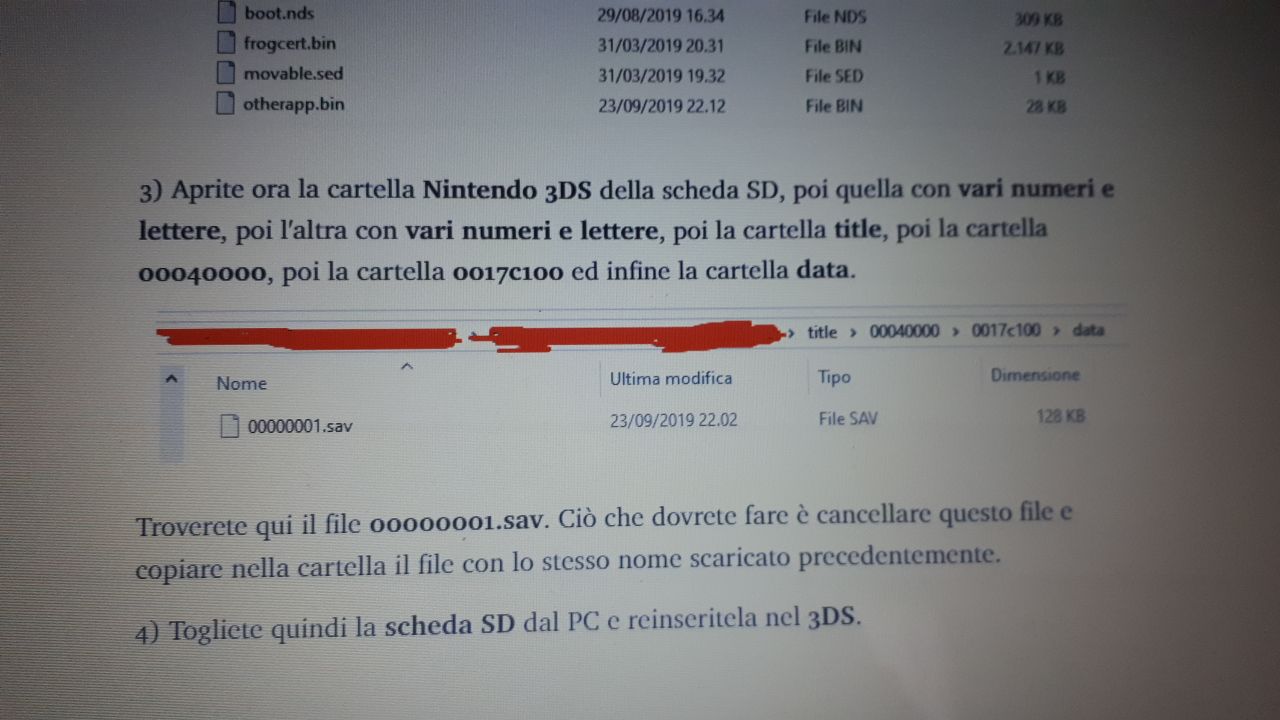 boot.nds 29/08/2019 16.34 File NDS 309 KB
frogcert.bin 31/03/2019 20.31 File BIN 2.147 KB
movable.sed 31/03/2019 19.32 File SED 1 KB
otherapp.bin 23/09/2019 22.12 File BIN 28 KB
3) Aprite ora la cartella Nintendo 3DS della scheda SD, poi quella con vari numeri e
lettere, poi l'altra con vari numeri e lettere, poi la cartella title, poi la cartella
00040000, poi la cartella 0017c100 ed infine la cartella data.
> > title > 00040000 > 0017c100 > data
Nome Ultima modifica Tipo Dimensione
00000001.sav 23/09/2019 22.02 File SAV 128 KB
Troverete qui il file 00000001.sav. Ciò che dovrete fare è cancellare questo file e
copiare nella cartella il file con lo stesso nome scaricato precedentemente.
4) Togliete quindi la scheda SD dal PC e reinseritela nel 3DS.